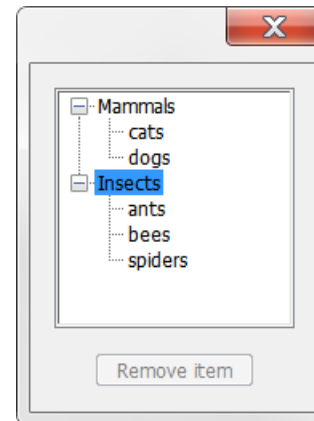 Mammals
cats
dogs
Insects
ants
bees
spiders
Remove item